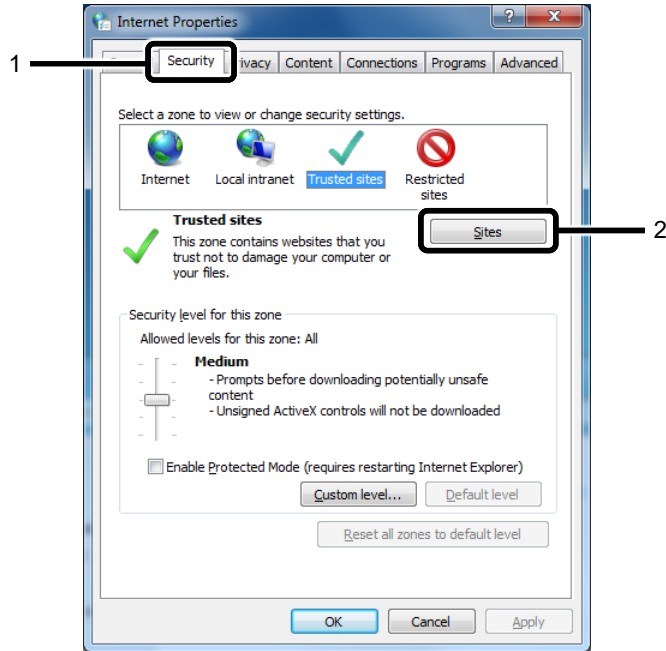 Internet Properties
1
Security
Content
Connections
Programs
Advanced
Select a zone to view or change security settings.
Internet
Local intranet
Trusted sites
Restricted
sites
Trusted sites
This zone contains websites that you
trust not to damage your computer or
your files.
Sites
2
Security level for this zone
Allowed levels for this zone: All
Medium
- Prompts before downloading potentially unsafe
content
- Unsigned ActiveX controls will not be downloaded
Enable Protected Mode (requires restarting Internet Explorer)
Custom level...
Default level
Reset all zones to default level
OK
Cancel
Apply